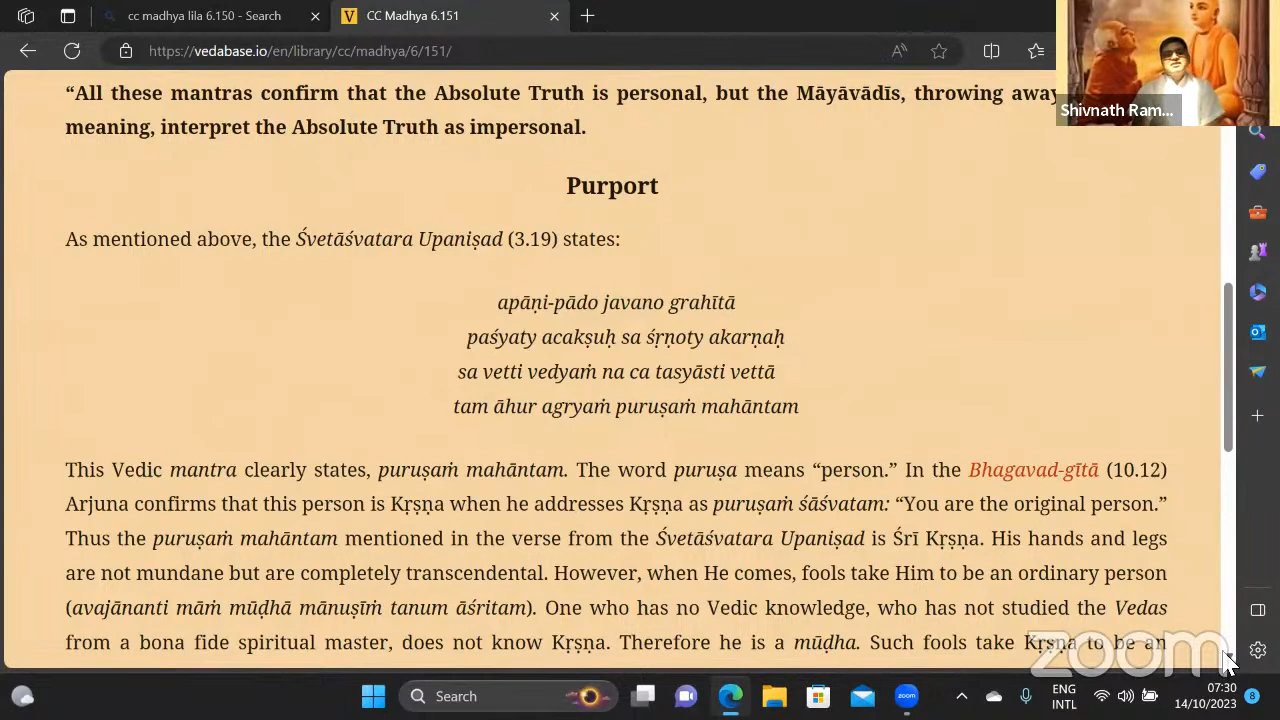 cc madhya lila 6.150 - Search
CC Madhya 6.151
https://vedabase.io/en/library/cc/madhya/6/151/
Shivnath Ram...
“All these mantras confirm that the Absolute Truth is personal, but the Māyāvādīs, throwing away
meaning, interpret the Absolute Truth as impersonal.
Purport
As mentioned above, the Śvetāśvatara Upaniṣad (3.19) states:
apāṇi-pādo javano grahītā
paśyaty acakṣuḥ sa śṛṇoty akarṇaḥ
sa vetti vedyaṁ na ca tasyāsti vettā
tam āhur agryaṁ puruṣaṁ mahāntam
This Vedic mantra clearly states, puruṣaṁ mahāntam. The word puruṣa means “person.” In the Bhagavad-gītā (10.12)
Arjuna confirms that this person is Kṛṣṇa when he addresses Kṛṣṇa as puruṣaṁ śāśvatam: “You are the original person.”
Thus the puruṣaṁ mahāntam mentioned in the verse from the Śvetāśvatara Upaniṣad is Śrī Kṛṣṇa. His hands and legs
are not mundane but are completely transcendental. However, when He comes, fools take Him to be an ordinary person
(avajānanti māṁ mūḍhā mānuṣīṁ tanum āśritam). One who has no Vedic knowledge, who has not studied the Vedas
from a bona fide spiritual master, does not know Kṛṣṇa. Therefore he is a mūḍha. Such fools take Kṛṣṇa to be an
zoom
Search
zoom
ENG
INTL
07:30
14/10/2023
8